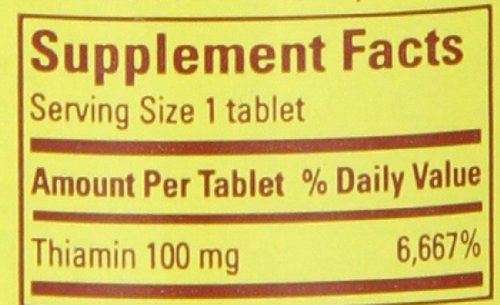 Supplement Facts
Serving Size 1 tablet
Amount Per Tablet % Daily Value
Thiamin 100 mg 6,667%